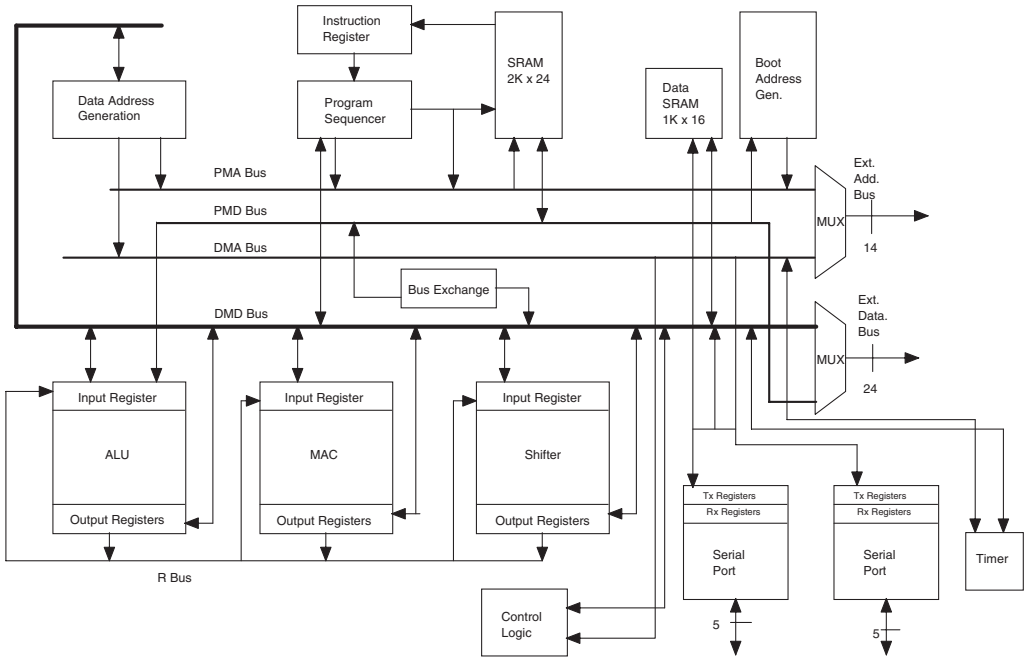 Instruction
Register
SRAM
2K x 24
Boot
Address
Gen.
Data
SRAM
1K x 16
Data Address
Generation
Program
Sequencer
Ext.
Add.
Bus
PMA Bus
MUX
14
PMD Bus
DMA Bus
Bus Exchange
Ext.
Data.
Bus
DMD Bus
MUX
24
Input Register
Input Register
Input Register
ALU
MAC
Shifter
Output Registers
Output Registers
Output Registers
R Bus
Tx Registers
Rx Registers
Serial
Port
5
Tx Registers
Rx Registers
Serial
Port
5
Timer
Control
Logic